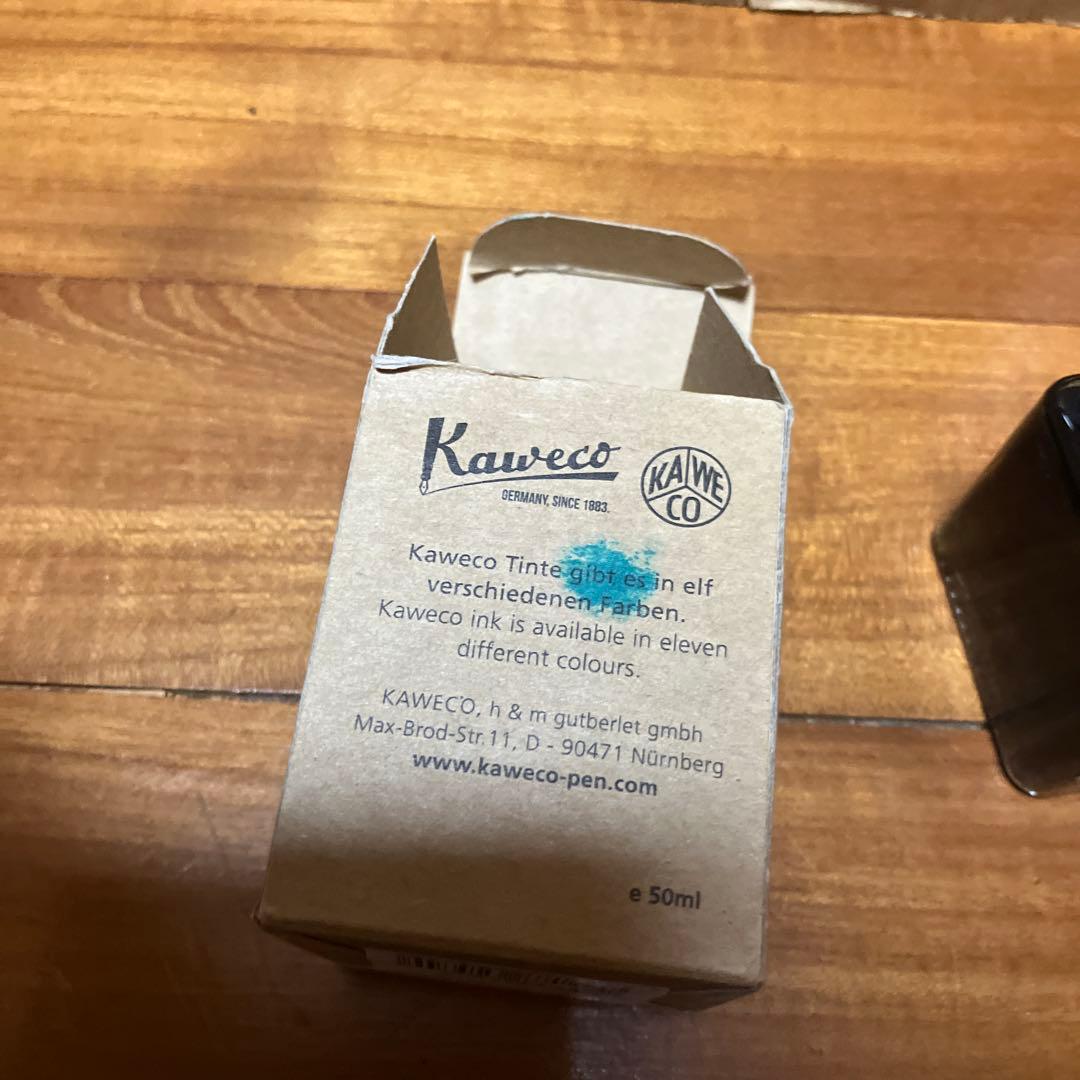 Kaweco
GERMANY, SINCE 1883.
KA WE
CO
Kaweco Tinte gibt es in elf
verschiedenen Farben.
Kaweco ink is available in eleven
different colours.
KAWECO, h & m gutberlet gmbh
Max-Brod-Str.11, D - 90471 Nürnberg
www.kaweco-pen.com
e 50ml